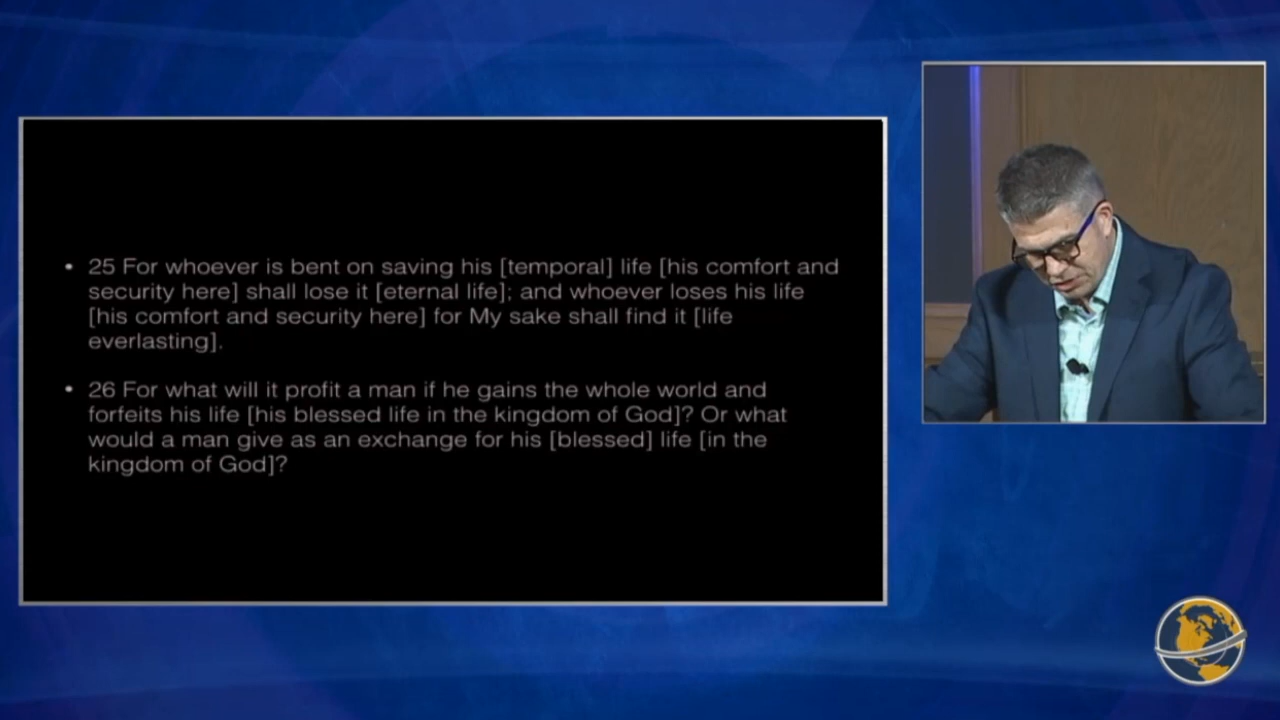 • 25 For whoever is bent on saving his [temporal] life [his comfort and
security here] shall lose it [eternal life]; and whoever loses his life
[his comfort and security here] for My sake shall find it [life
everlasting].
• 26 For what will it profit a man if he gains the whole world and
forfeits his life [his blessed life in the kingdom of God]? Or what
would a man give as an exchange for his [blessed] life [in the
kingdom of God]?